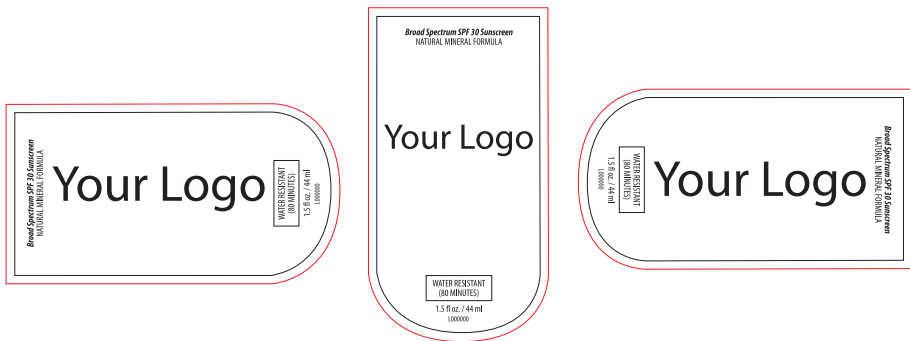 Broad Spectrum SPF 30 Sunscreen
NATURAL MINERAL FORMULA
Your Logo
WATER RESISTANT
(80 MINUTES)
1.5 fl oz. / 44 ml
L000000
Broad Spectrum SPF 30 Sunscreen
NATURAL MINERAL FORMULA
Your Logo
WATER RESISTANT
(80 MINUTES)
1.5 fl oz. / 44 ml
L000000
Broad Spectrum SPF 30 Sunscreen
NATURAL MINERAL FORMULA
Your Logo
WATER RESISTANT
(80 MINUTES)
1.5 fl oz. / 44 ml
L000000